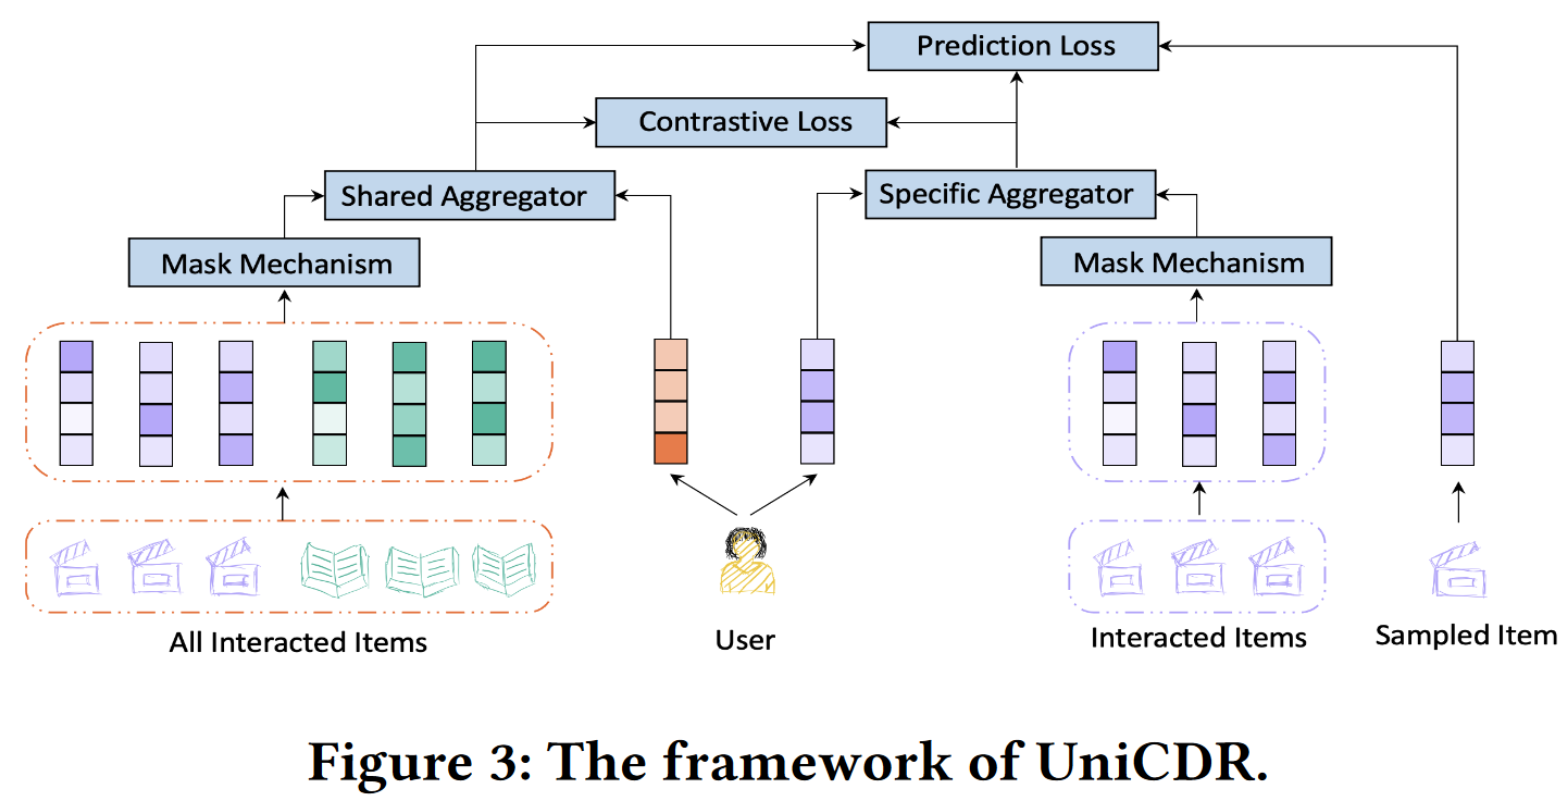 Prediction Loss
Contrastive Loss
Shared Aggregator
Specific Aggregator
Mask Mechanism
Mask Mechanism
All Interacted Items
User
Interacted Items
Sampled Item
Figure 3: The framework of UniCDR.